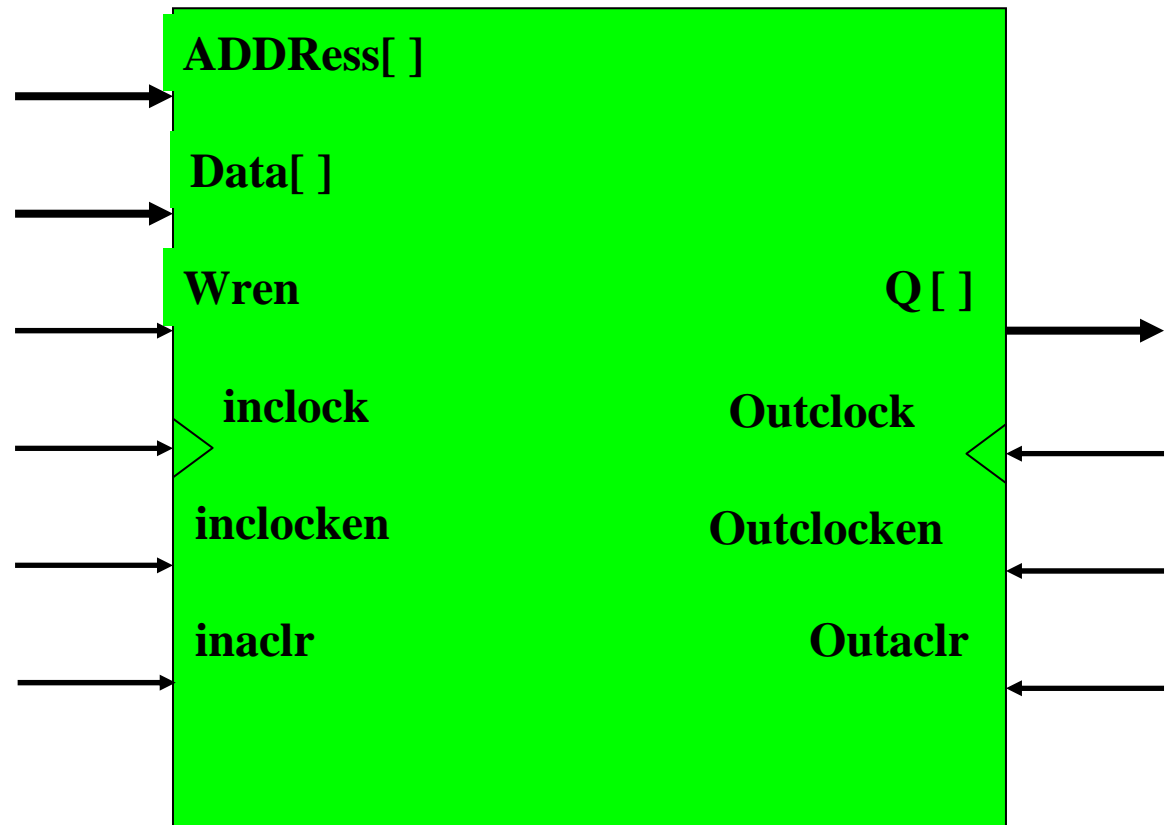 ADDRess[ ]
Data[ ]
Wren
Q [ ]
inclock
Outclock
inclocken
Outclocken
inaclr
Outaclr